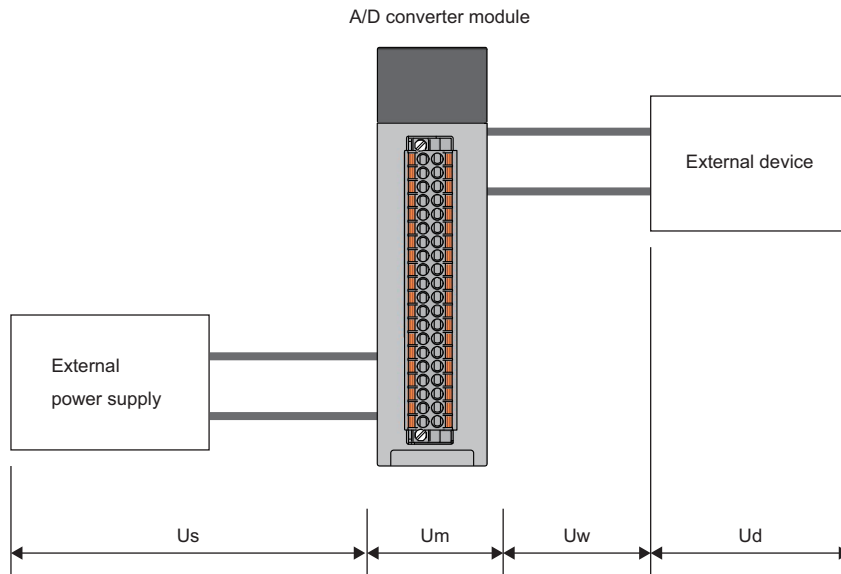 A/D converter module
External device
External
power supply
Us
Um
Uw
Ud